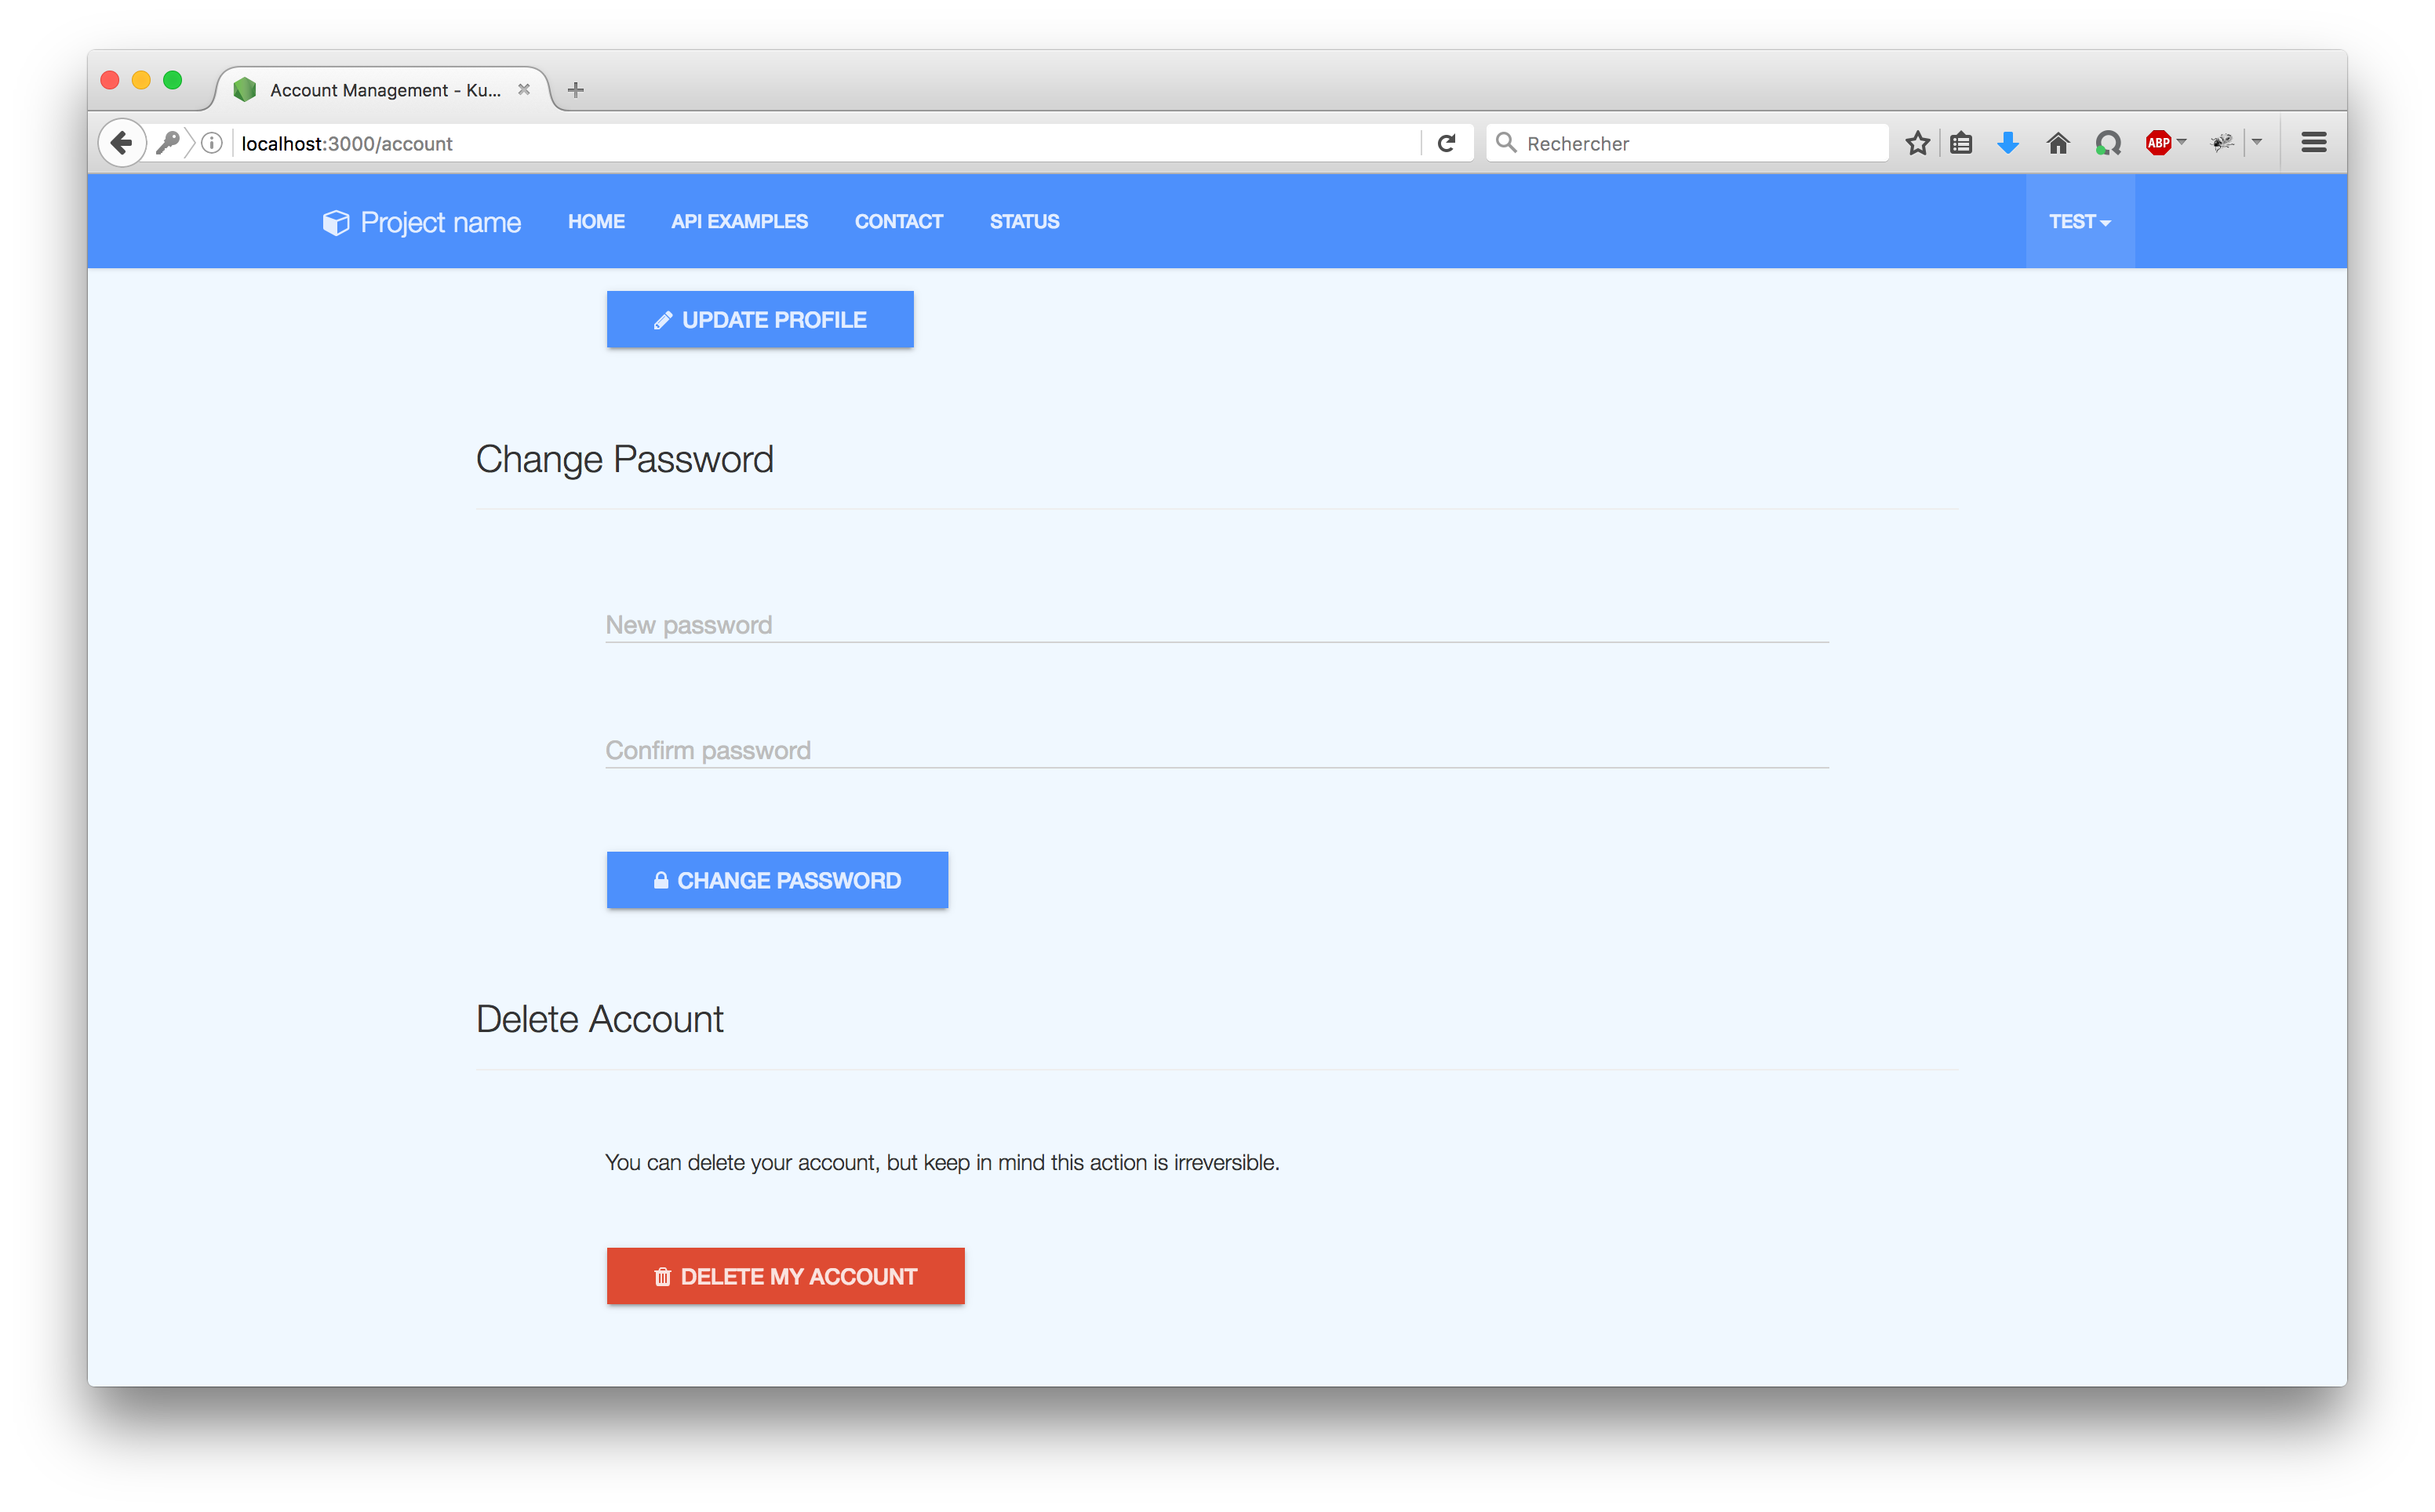 Account Management - Ku...
localhost:3000/account
Rechercher
ABP
Project name HOME API EXAMPLES CONTACT STATUS TEST
UPDATE PROFILE
Change Password
New password
Confirm password
CHANGE PASSWORD
Delete Account
You can delete your account, but keep in mind this action is irreversible.
DELETE MY ACCOUNT